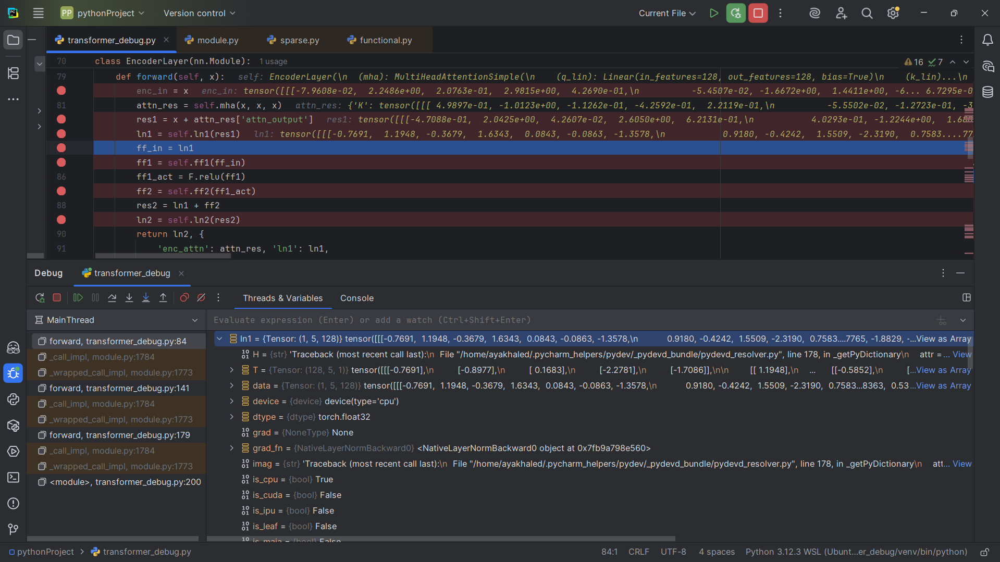 PP pythonProject Version control Current File
transformer_debug.py module.py sparse.py functional.py
70 class EncoderLayer(nn.Module): 1 usage 16 7
79 def forward(self, x): self: EncoderLayer(\n (mha): MultiHeadAttentionSimple(\n (q_lin): Linear(in_features=128, out_features=128, bias=True)\n (k_lin)...\n
enc_in = x enc_in: tensor([[[-7.9608e-02, 2.2486e+00, 2.0763e-01, 2.9815e+00, 4.2690e-01,\n -5.4507e-02, -1.6672e+00, 1.4411e+00, -6... 6.7295e-0
81 attn_res = self.mha(x, x, x) attn_res: {'K': tensor([[[ 4.9897e-01, -1.0123e+00, -1.1262e-01, -4.2592e-01, 2.2119e-01,\n -5.5502e-02, -1.2723e-01, -3
res1 = x + attn_res['attn_output'] res1: tensor([[[-4.7088e-01, 2.0425e+00, 4.2607e-02, 2.6050e+00, 6.2131e-01,\n 4.0293e-01, -1.2244e+00, 1.680
ln1 = self.ln1(res1) ln1: tensor([[[-0.7691, 1.1948, -0.3679, 1.6343, 0.0843, -0.0863, -1.3578,\n 0.9180, -0.4242, 1.5509, -2.3190, 0.7583....77
ff_in = ln1
ff1 = self.ff1(ff_in)
86 ff1_act = F.relu(ff1)
ff2 = self.ff2(ff1_act)
88 res2 = ln1 + ff2
ln2 = self.ln2(res2)
90 return ln2, {
91 'enc_attn': attn_res, 'ln1': ln1,
Debug transformer_debug
Threads & Variables Console
MainThread Evaluate expression (Enter) or add a watch (Ctrl+Shift+Enter)
forward, transformer_debug.py:84
_call_impl, module.py:1784
_wrapped_call_impl, module.py:1773
forward, transformer_debug.py:141
_call_impl, module.py:1784
_wrapped_call_impl, module.py:1773
forward, transformer_debug.py:179
_call_impl, module.py:1784
_wrapped_call_impl, module.py:1773
<module>, transformer_debug.py:200
ln1 = {Tensor: (1, 5, 128)} tensor([[[-0.7691, 1.1948, -0.3679, 1.6343, 0.0843, -0.0863, -1.3578,\n 0.9180, -0.4242, 1.5509, -2.3190, 0.7583....7765, -1.8829, -...View as Array
H = {str} 'Traceback (most recent call last):\n File "/home/ayakhaled/.pycharm_helpers/pydev/_pydevd_bundle/pydevd_resolver.py", line 178, in _getPyDictionary\n attr =... View
T = {Tensor: (128, 5, 1)} tensor([[[-0.7691],\n [-0.8977],\n [ 0.1683],\n [-2.2781],\n [-1.7086]],\n\n [[ 1.1948],\n ... [[-0.5852],\n [...View as Array
data = {Tensor: (1, 5, 128)} tensor([[[-0.7691, 1.1948, -0.3679, 1.6343, 0.0843, -0.0863, -1.3578,\n 0.9180, -0.4242, 1.5509, -2.3190, 0.7583...8363, 0.53...View as Array
device = {device} device(type='cpu')
dtype = {dtype} torch.float32
grad = {NoneType} None
grad_fn = {NativeLayerNormBackward0} <NativeLayerNormBackward0 object at 0x7fb9a798e560>
imag = {str} 'Traceback (most recent call last):\n File "/home/ayakhaled/.pycharm_helpers/pydev/_pydevd_bundle/pydevd_resolver.py", line 178, in _getPyDictionary\n att... View
is_cpu = {bool} True
is_cuda = {bool} False
is_ipu = {bool} False
is_leaf = {bool} False
is_maia = {bool} False
pythonProject transformer_debug.py 84:1 CRLF UTF-8 4 spaces Python 3.12.3 WSL (Ubunt...er_debug/venv/bin/python)